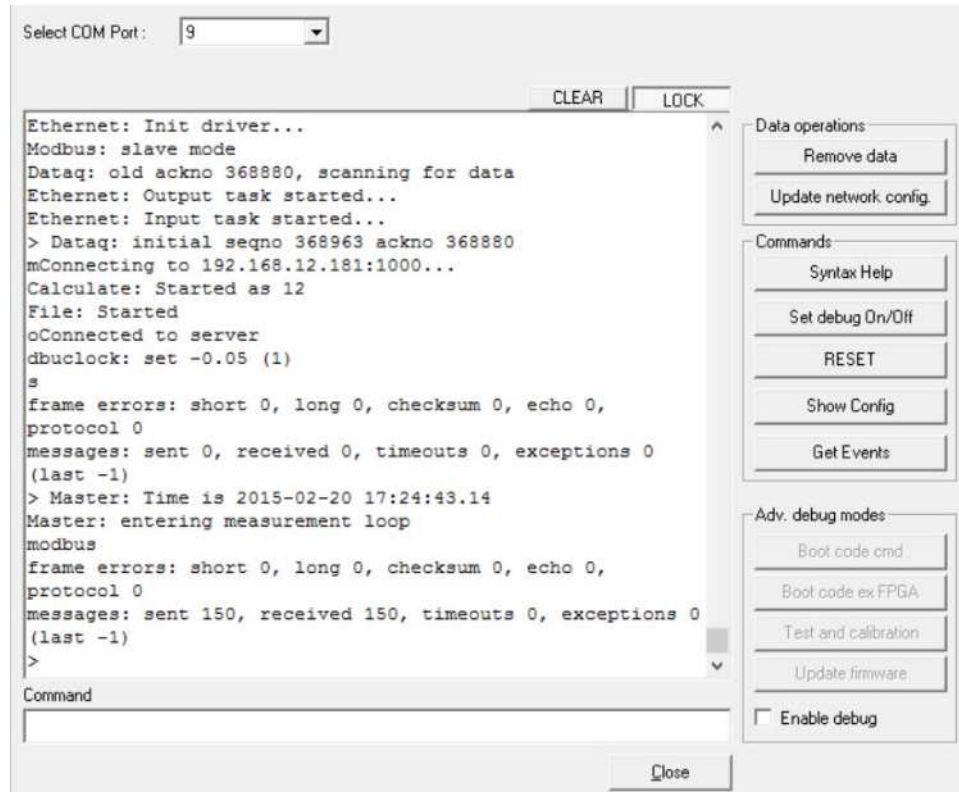 Select COM Port : 9
CLEAR LOCK
Ethernet: Init driver...
Modbus: slave mode
Dataq: old ackno 368880, scanning for data
Ethernet: Output task started...
Ethernet: Input task started...
> Dataq: initial seqno 368963 ackno 368880
mConnecting to 192.168.12.181:1000...
Calculate: Started as 12
File: Started
oConnected to server
dbuclock: set -0.05 (1)
s
frame errors: short 0, long 0, checksum 0, echo 0,
protocol 0
messages: sent 0, received 0, timeouts 0, exceptions 0
(last -1)
> Master: Time is 2015-02-20 17:24:43.14
Master: entering measurement loop
modbus
frame errors: short 0, long 0, checksum 0, echo 0,
protocol 0
messages: sent 150, received 150, timeouts 0, exceptions 0
(last -1)
>
Command
Close
Data operations
Remove data
Update network config.
Commands
Syntax Help
Set debug On/Off
RESET
Show Config
Get Events
Adv. debug modes
Boot code cmd
Boot code ex FPGA
Test and calibration
Update firmware
Enable debug